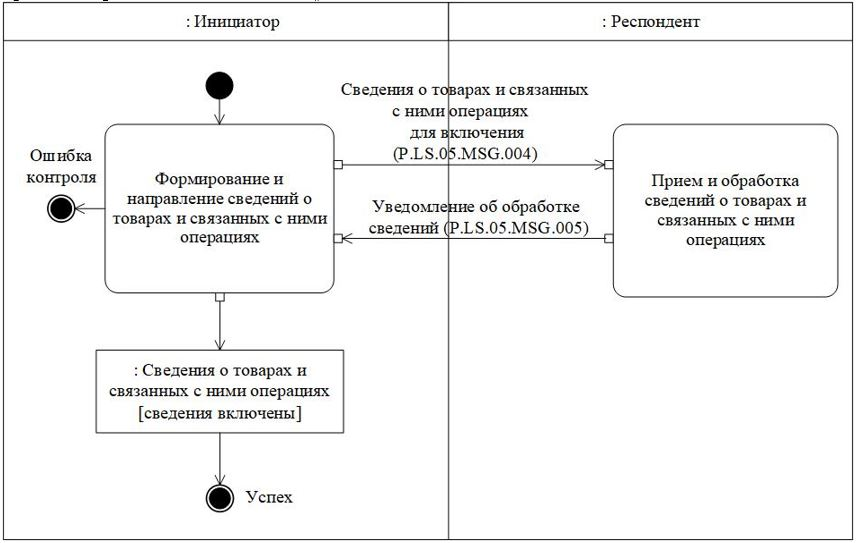 : Инициатор
: Респондент
Сведения о товарах и связанных
с ними операциях
для включения
(P.LS.05.MSG.004)
Ошибка
контроля
Формирование и
направление сведений о
товарах и связанных с ними
операциях
Уведомление об обработке
сведений (P.LS.05.MSG.005)
Прием и обработка
сведений о товарах и
связанных с ними
операциях
: Сведения о товарах и
связанных с ними операциях
[сведения включены]
Успех